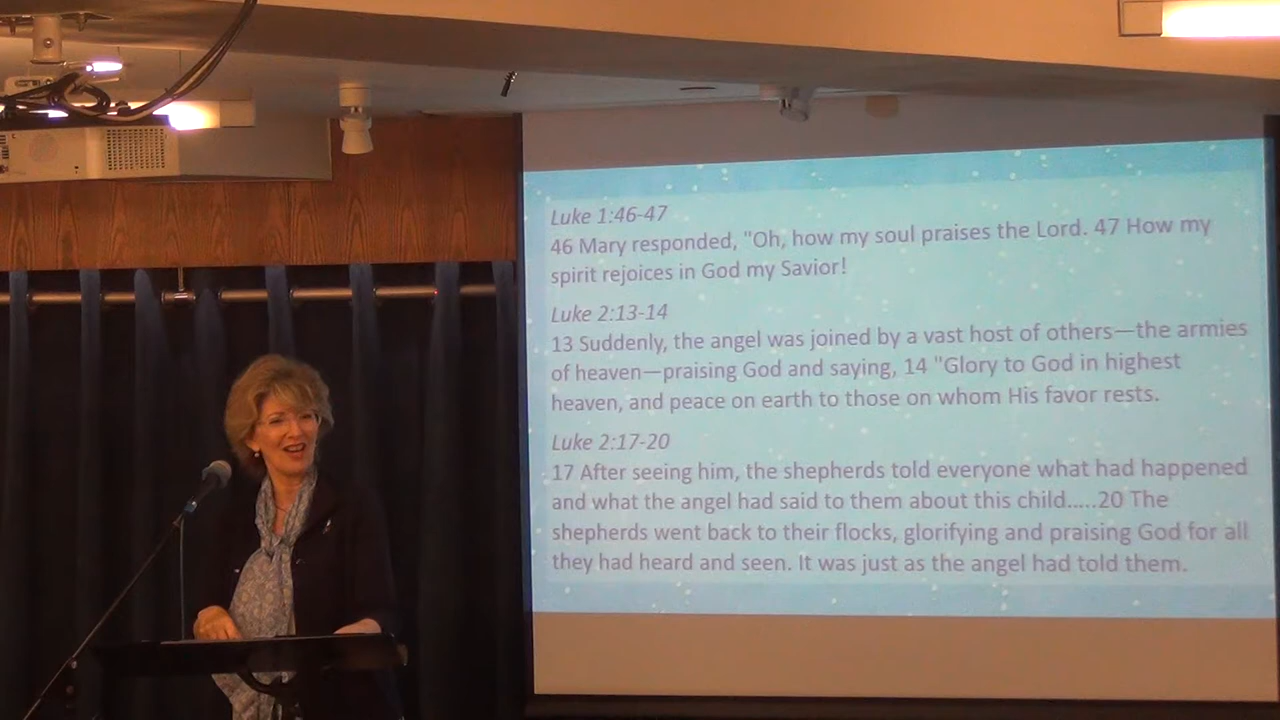 Luke 1:46-47
46 Mary responded, "Oh, how my soul praises the Lord. 47 How my
spirit rejoices in God my Savior!
Luke 2:13-14
13 Suddenly, the angel was joined by a vast host of others—the armies
of heaven—praising God and saying, 14 "Glory to God in highest
heaven, and peace on earth to those on whom His favor rests.
Luke 2:17-20
17 After seeing him, the shepherds told everyone what had happened
and what the angel had said to them about this child.....20 The
shepherds went back to their flocks, glorifying and praising God for all
they had heard and seen. It was just as the angel had told them.